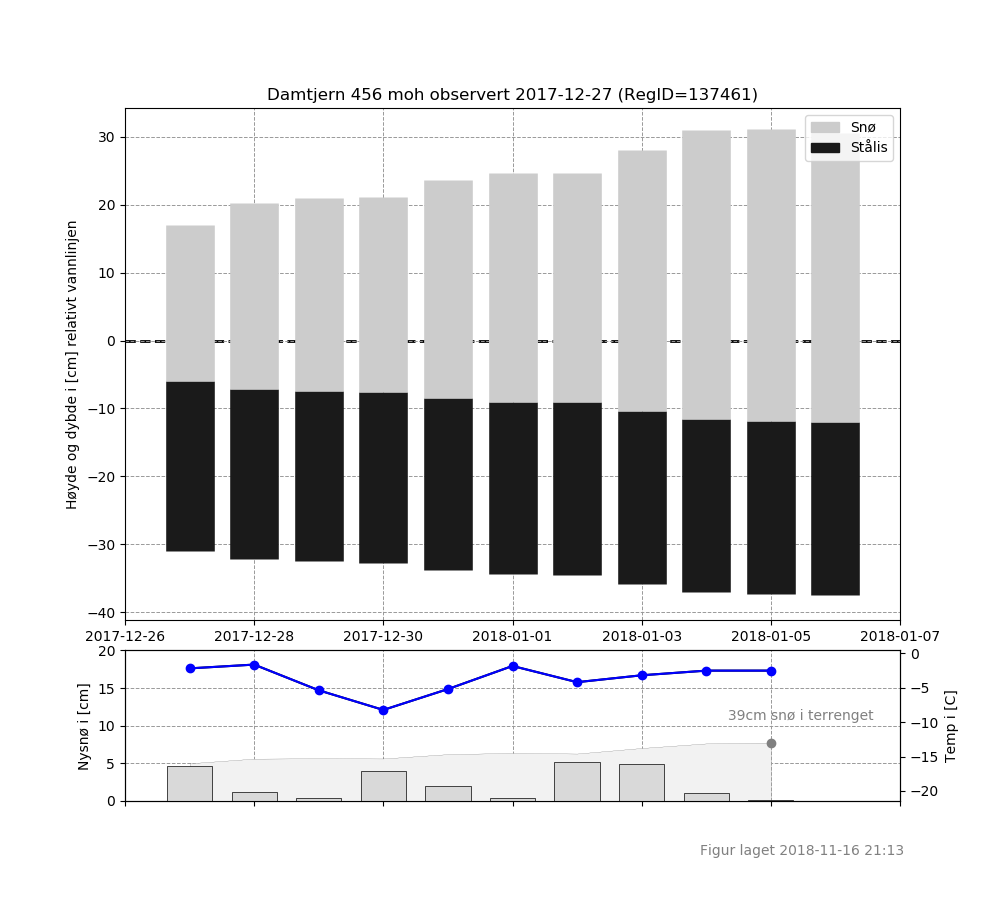 Damtjern 456 moh observert 2017-12-27 (RegID=137461)
Snø
Stålis
Høyde og dybde i [cm] relativt vannlinjen
30
20
10
0
−10
−20
−30
−40
2017-12-26 2017-12-28 2017-12-30 2018-01-01 2018-01-03 2018-01-05 2018-01-07
Nysnø i [cm]
20
15
10
5
0
39cm snø i terrenget
0
−5
−10
−15
−20
Temp i [C]
Figur laget 2018-11-16 21:13